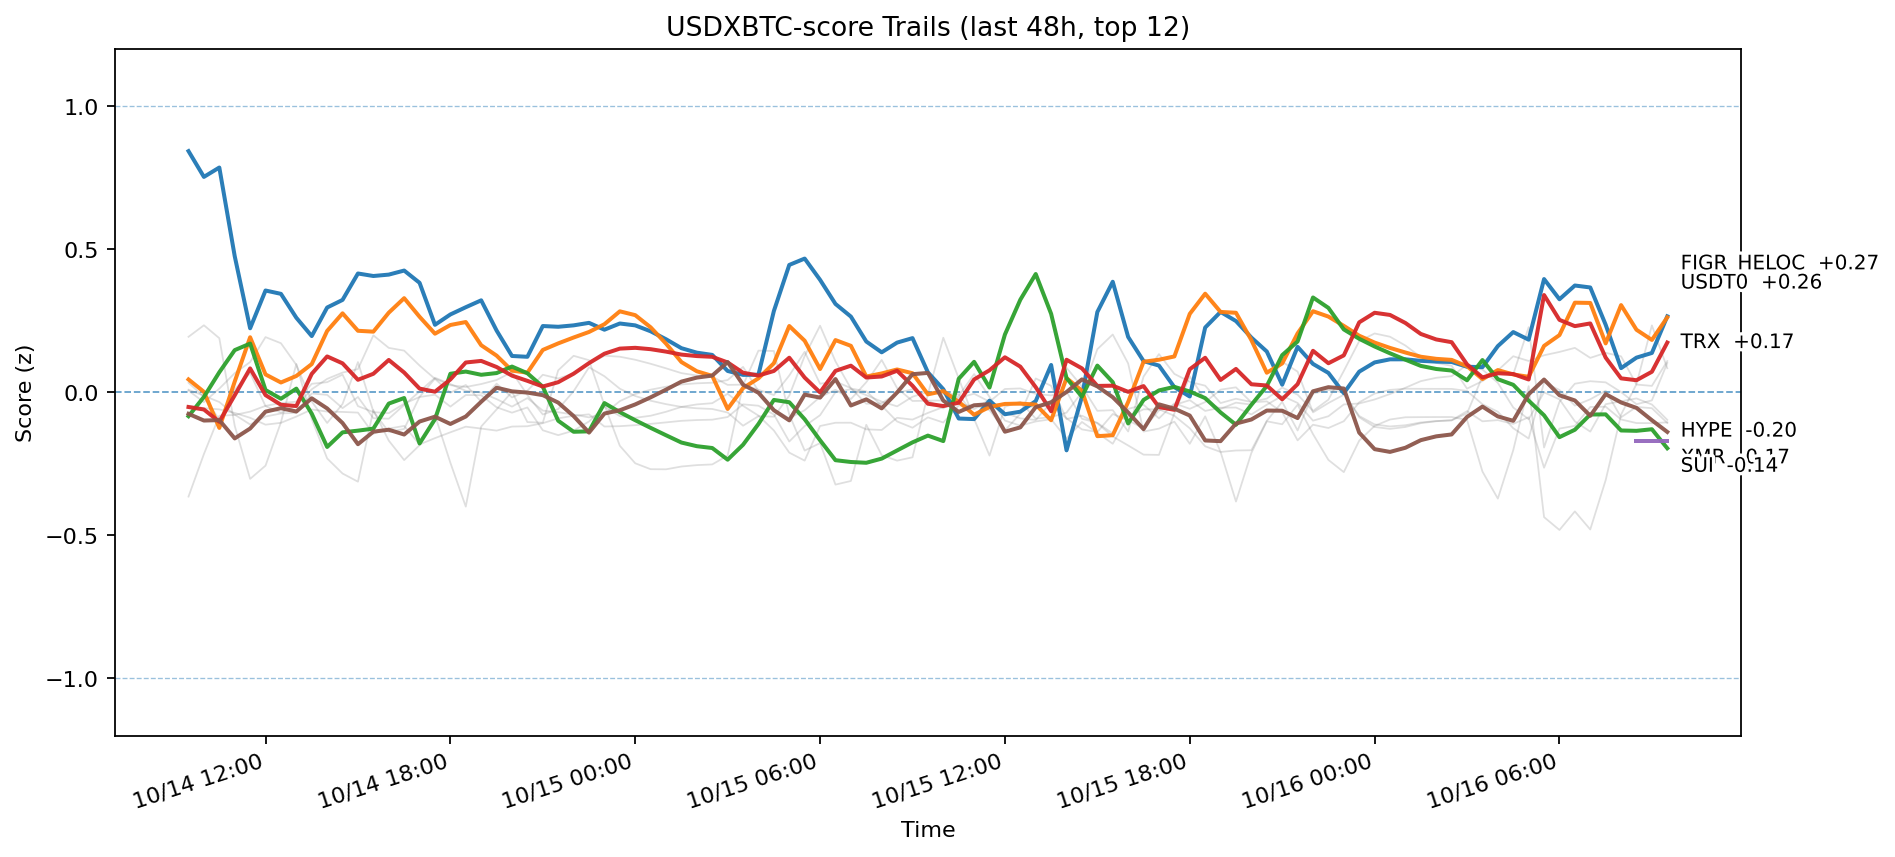 USDXBTC-score Trails (last 48h, top 12)
Score (z)
1.0
0.5
0.0
−0.5
−1.0
FIGR_HELOC +0.27
USDT0 +0.26
TRX +0.17
HYPE -0.20
XMR -0.17
SUI -0.14
10/14 12:00
10/14 18:00
10/15 00:00
10/15 06:00
10/15 12:00
10/15 18:00
10/16 00:00
10/16 06:00
Time